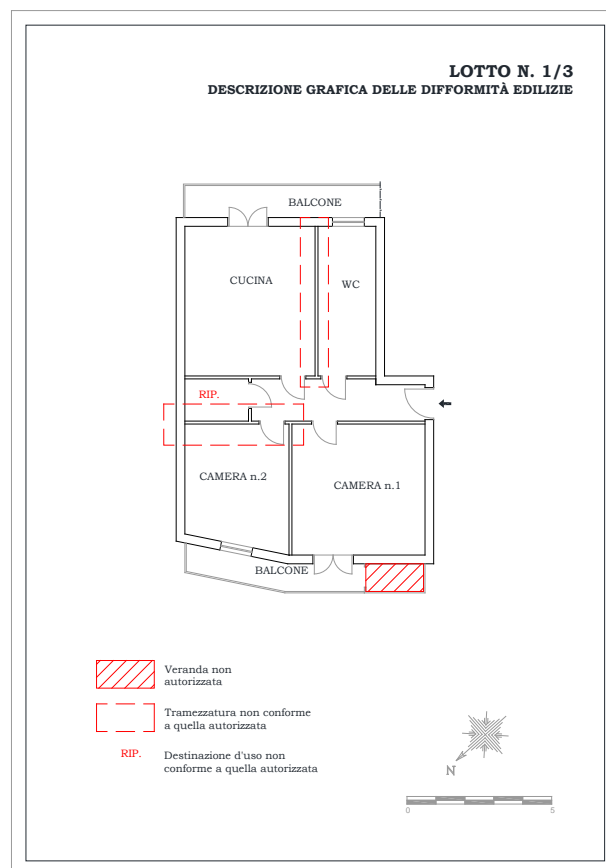 LOTTO N. 1/3
DESCRIZIONE GRAFICA DELLE DIFFORMITÀ EDILIZIE
BALCONE
CUCINA
WC
RIP.
CAMERA n.2
CAMERA n.1
BALCONE
Veranda non
autorizzata
Tramezzatura non conforme
a quella autorizzata
RIP.
Destinazione d'uso non
conforme a quella autorizzata
N
0
5